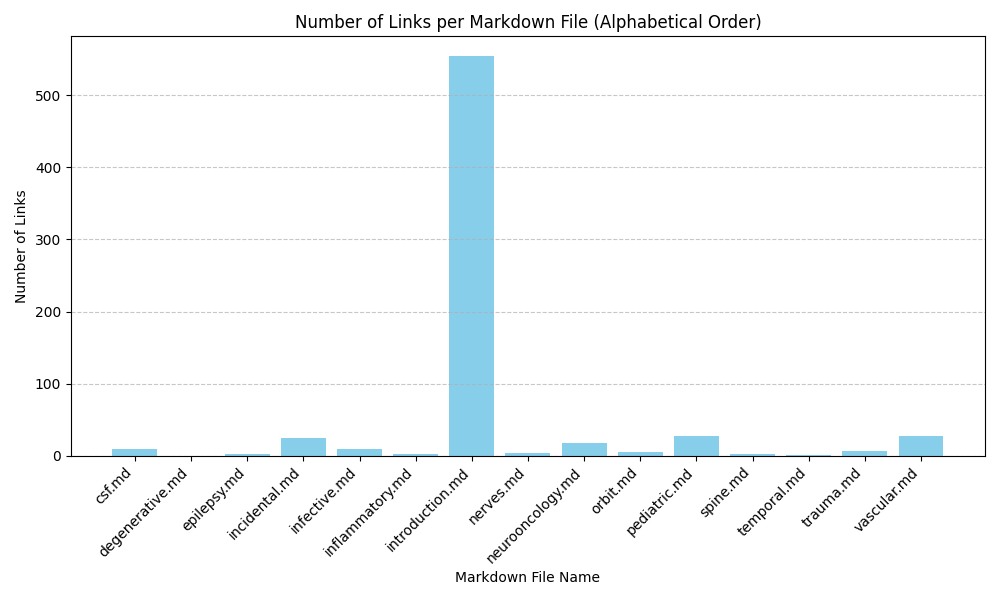 Number of Links per Markdown File (Alphabetical Order)
Number of Links
500
400
300
200
100
0
csf.md
degenerative.md
epilepsy.md
incidental.md
infective.md
inflammatory.md
introduction.md
nerves.md
neurooncology.md
orbit.md
pediatric.md
spine.md
temporal.md
trauma.md
vascular.md
Markdown File Name